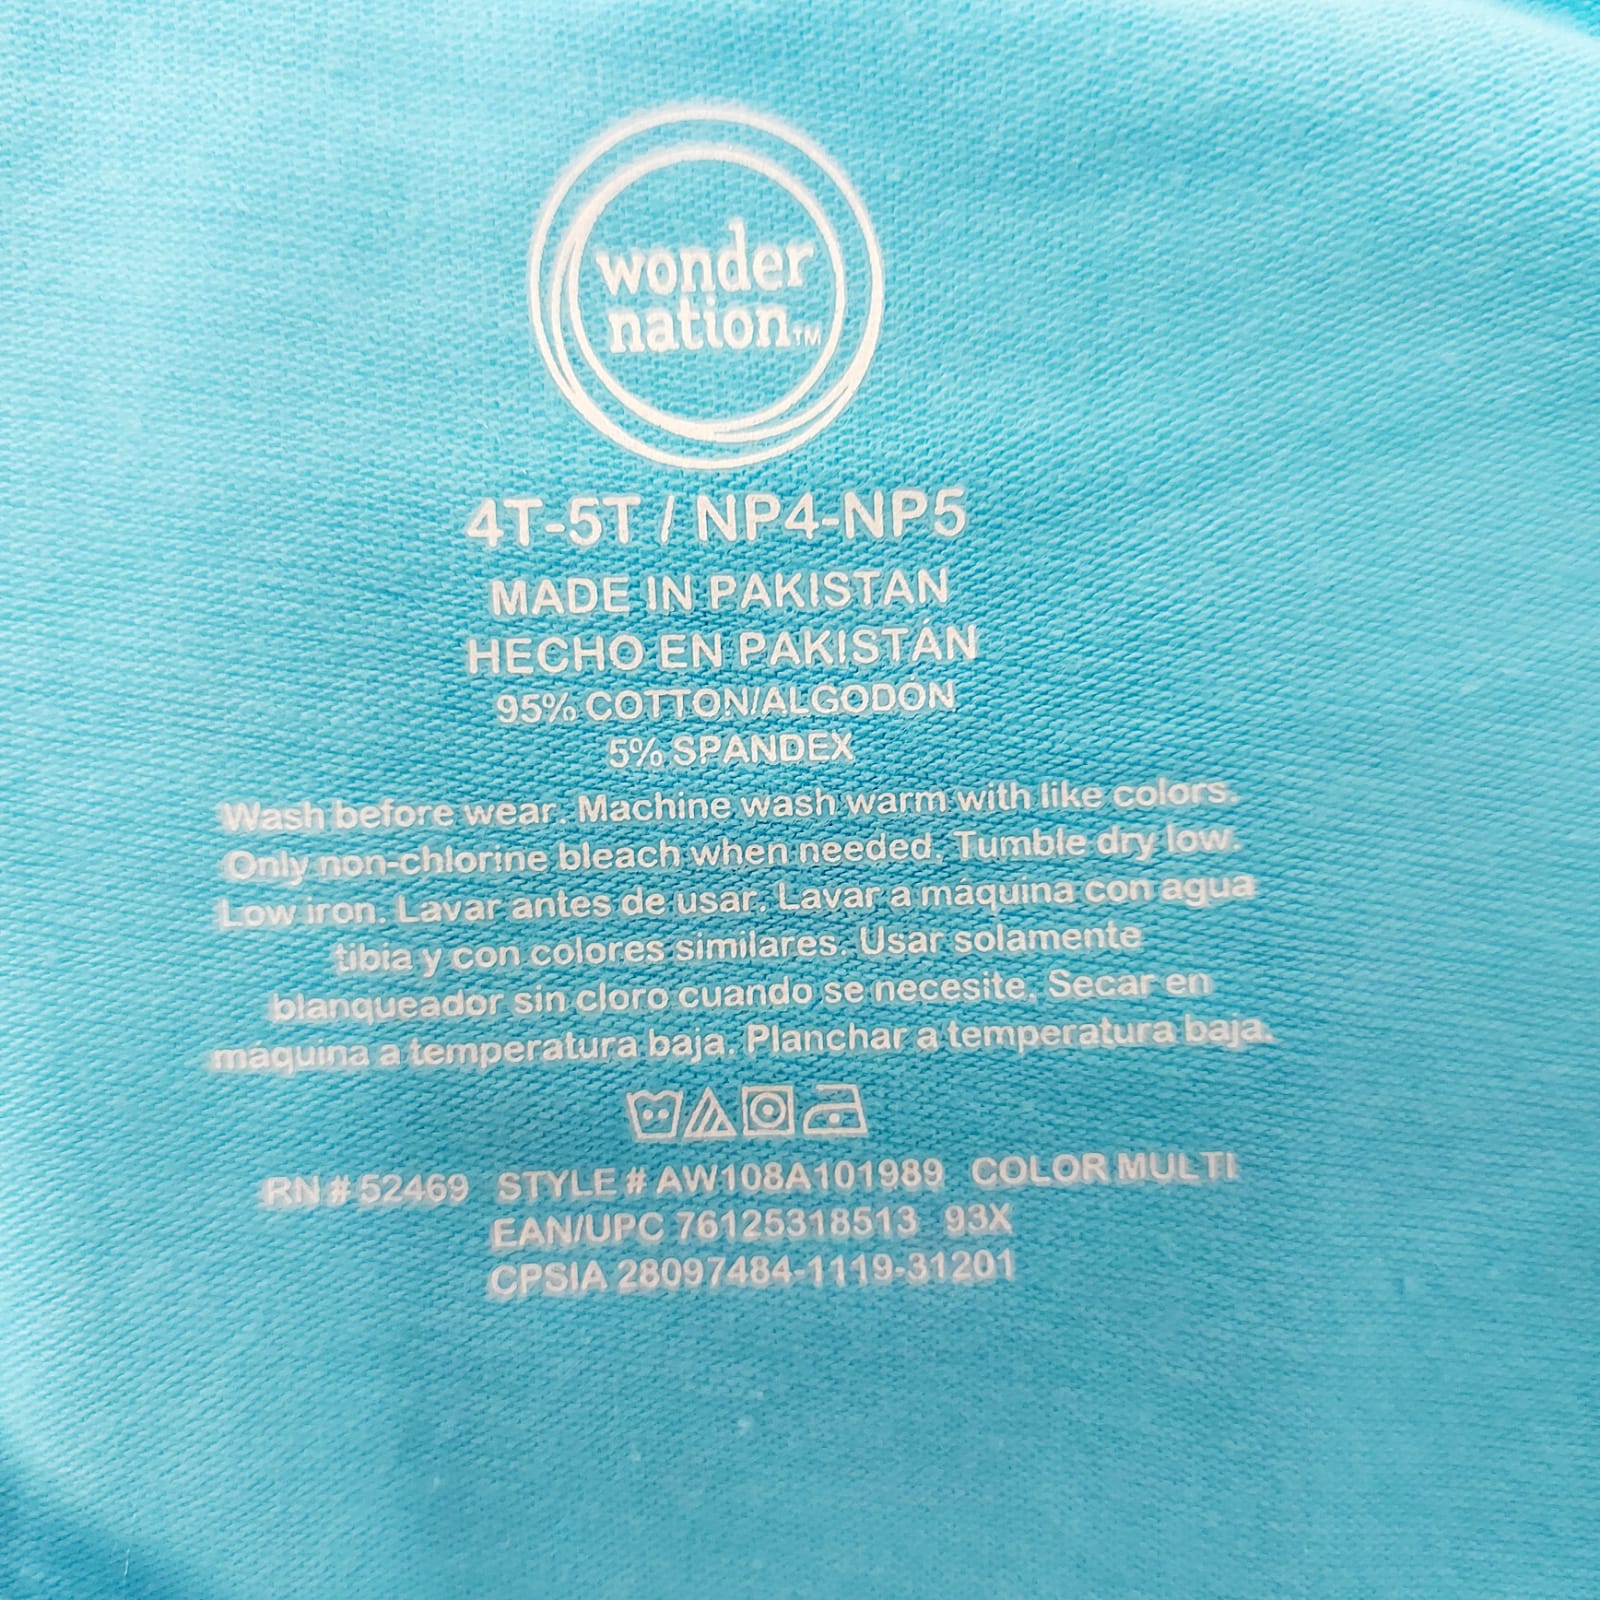 wonder
nation™
4T-5T / NP4-NP5
MADE IN PAKISTAN
HECHO EN PAKISTÁN
95% COTTON/ALGODÓN
5% SPANDEX
Wash before wear. Machine wash warm with like colors.
Only non-chlorine bleach when needed. Tumble dry low.
Low iron. Lavar antes de usar. Lavar a máquina con agua
tibia y con colores similares. Usar solamente
blanqueador sin cloro cuando se necesite. Secar en
máquina a temperatura baja. Planchar a temperatura baja.
RN # 52469 STYLE # AW108A101989 COLOR MULTI
EAN/UPC 76125318513 93X
CPSIA 28097484-1119-31201